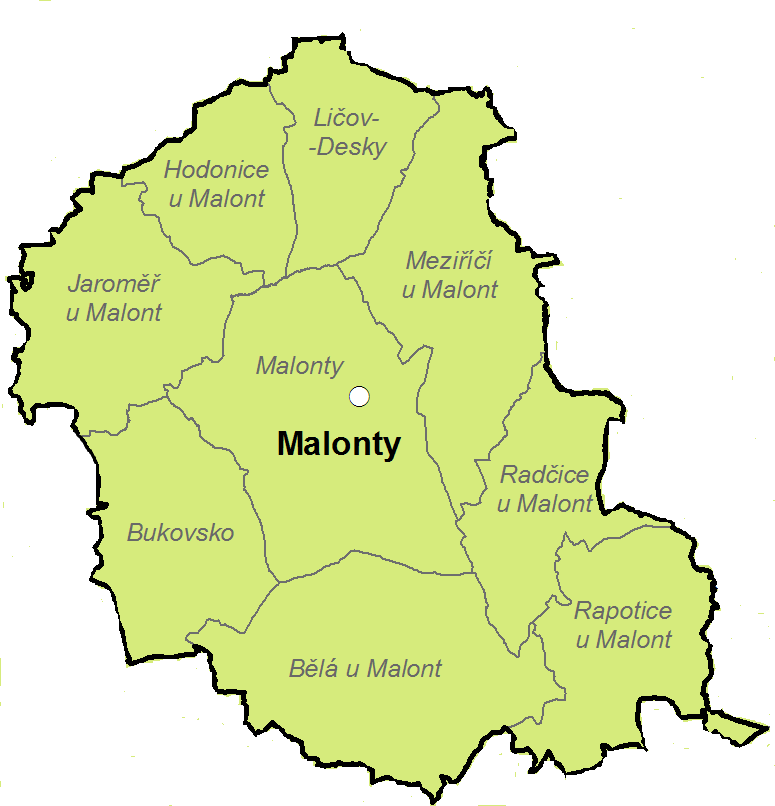 Ličov-
-Desky
Hodonice
u Malont
Meziříčí
u Malont
Jaroměř
u Malont
Malonty
Malonty
Radčice
u Malont
Bukovsko
Rapotice
u Malont
Bělá u Malont